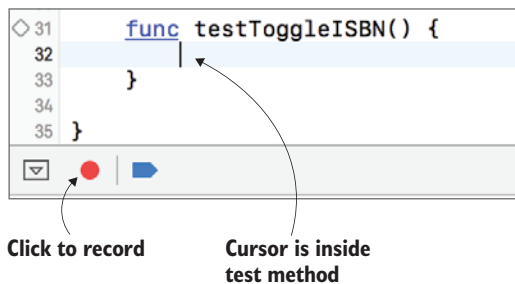 31 func testToggleISBN() {
32
33 }
34
35 }
Click to record
Cursor is inside
test method